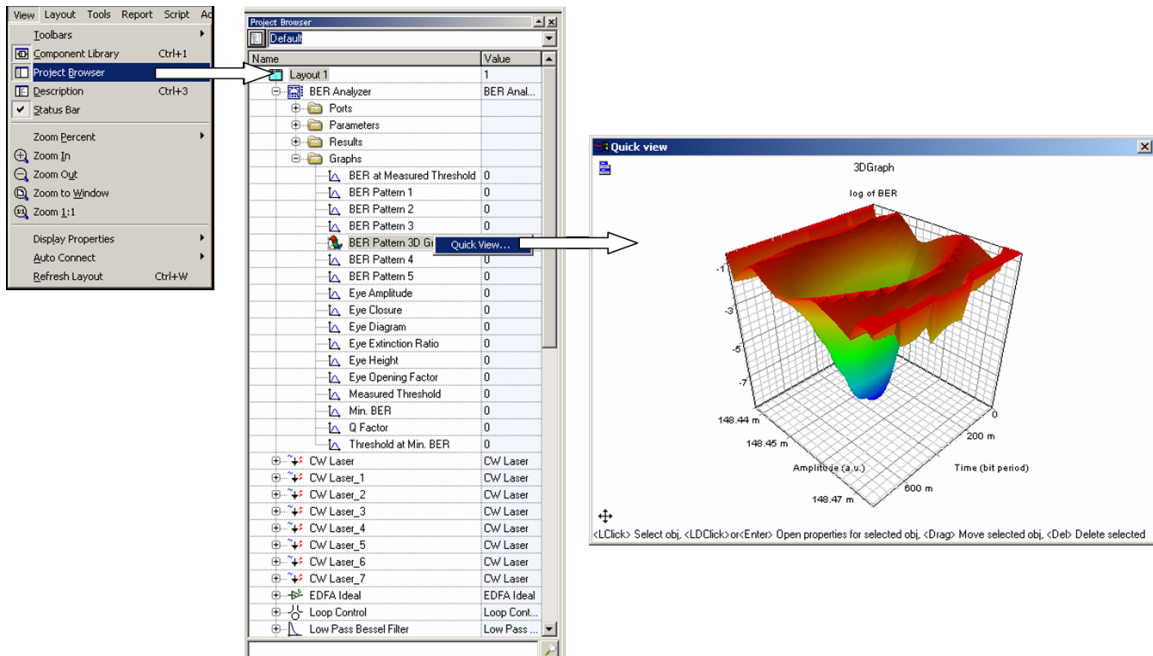 View Layout Tools Report Script Ac
Toolbars
Component Library Ctrl+1
Project Browser
Description Ctrl+3
Status Bar
Zoom Percent
Zoom In
Zoom Out
Zoom to Window
Zoom 1:1
Display Properties
Auto Connect
Refresh Layout Ctrl+W
Project Browser
Default
Name Value
Layout 1 1
BER Analyzer BER Anal...
Ports
Parameters
Results
Graphs
BER at Measured Threshold 0
BER Pattern 1 0
BER Pattern 2 0
BER Pattern 3 0
BER Pattern 3D Gr
Quick View...
BER Pattern 4 0
BER Pattern 5 0
Eye Amplitude 0
Eye Closure 0
Eye Diagram 0
Eye Extinction Ratio 0
Eye Height 0
Eye Opening Factor 0
Measured Threshold 0
Min. BER 0
Q Factor 0
Threshold at Min. BER 0
CW Laser CW Laser
CW Laser_1 CW Laser
CW Laser_2 CW Laser
CW Laser_3 CW Laser
CW Laser_4 CW Laser
CW Laser_5 CW Laser
CW Laser_6 CW Laser
CW Laser_7 CW Laser
EDFA Ideal EDFA Ideal
Loop Control Loop Cont...
Low Pass Bessel Filter Low Pass ...
Quick view
3DGraph
log of BER
-1
-3
-5
-7
148.44 m
148.45 m
148.47 m
Amplitude (a.u.)
0
200 m
600 m
Time (bit period)
<LClick> Select obj, <LDClick>or<Enter> Open properties for selected obj, <Drag> Move selected obj, <Del> Delete selected